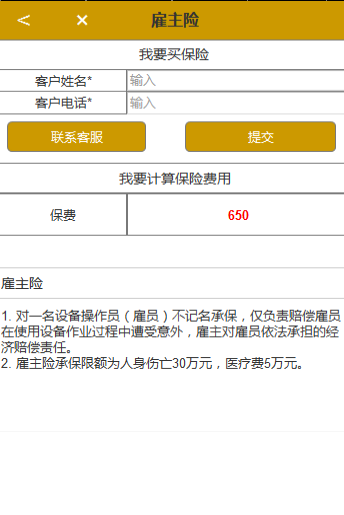 < × 雇主险
我要买保险
客户姓名* 输入
客户电话* 输入
联系客服 提交
我要计算保险费用
保费 650
雇主险
1. 对一名设备操作员（雇员）不记名承保，仅负责赔偿雇员
在使用设备作业过程中遭受意外，雇主对雇员依法承担的经
济赔偿责任。
2. 雇主险承保限额为人身伤亡30万元，医疗费5万元。